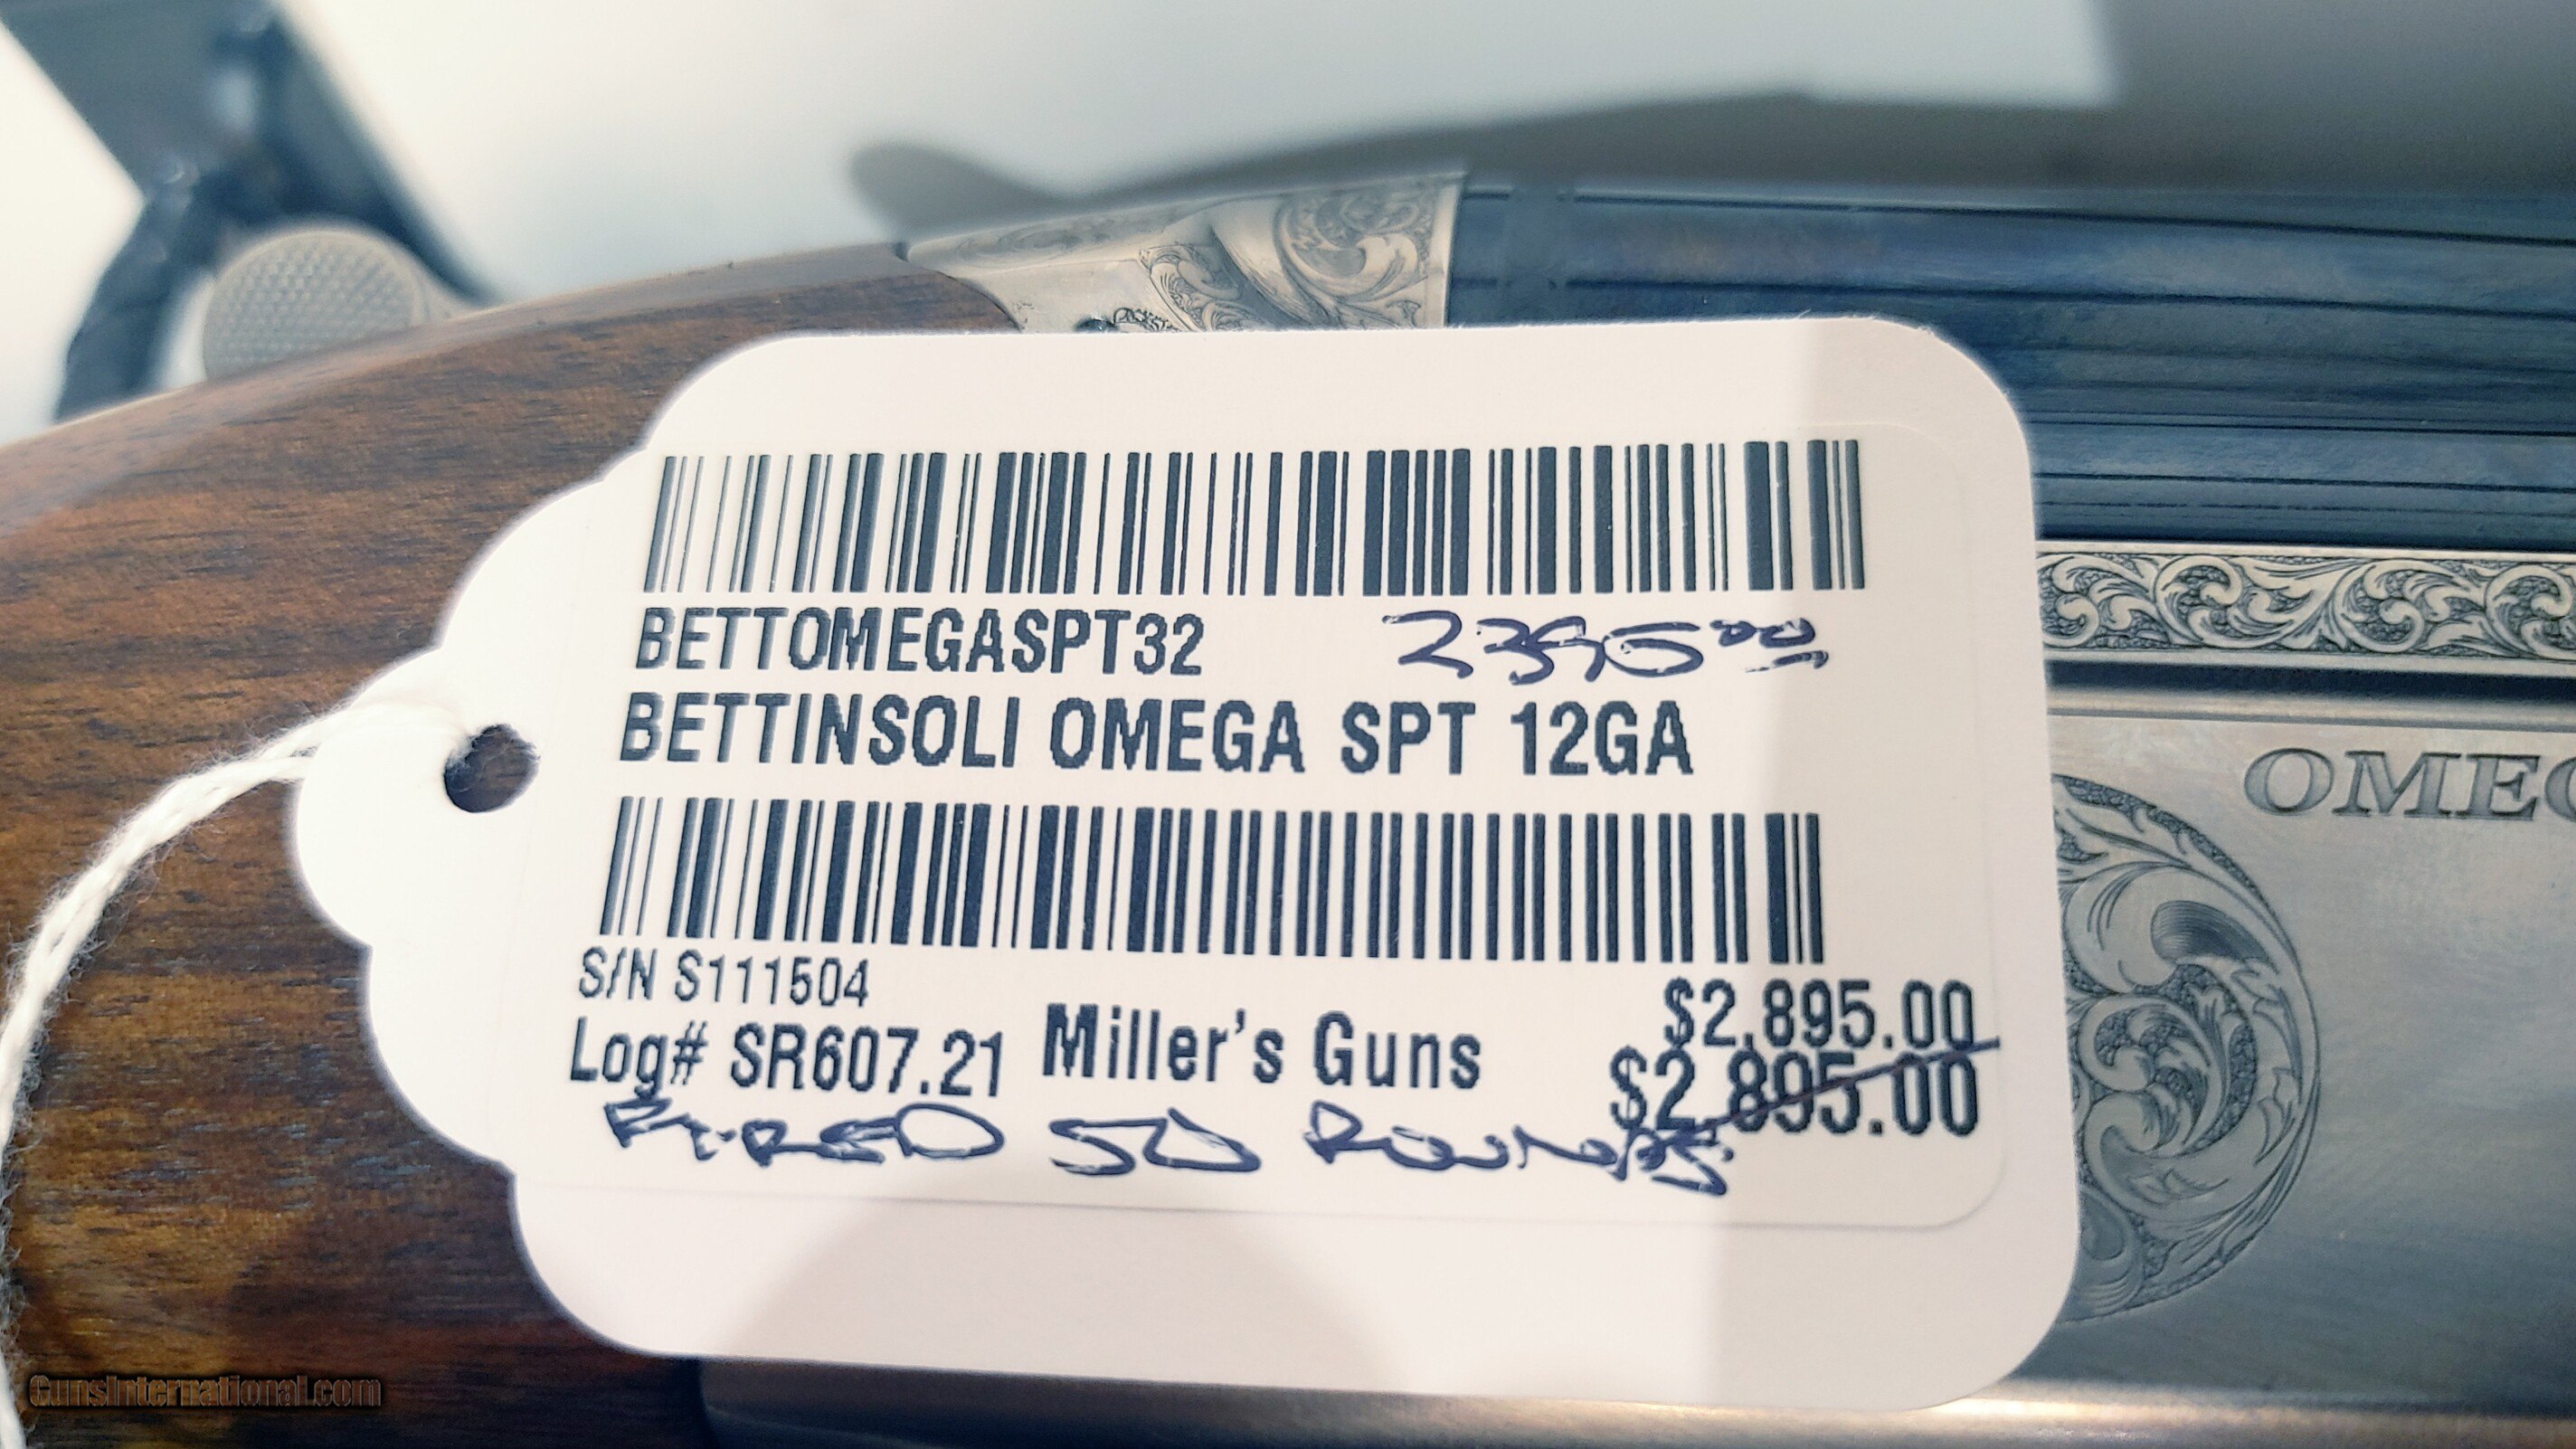 BETTOMEGASPT32 2395.00
BETTINSOLI OMEGA SPT 12GA
OMEG
S/N S111504
Log# SR607.21 Miller's Guns $2,895.00
$2,895.00
FIRED 50 ROUNDS
GunsInternational.com